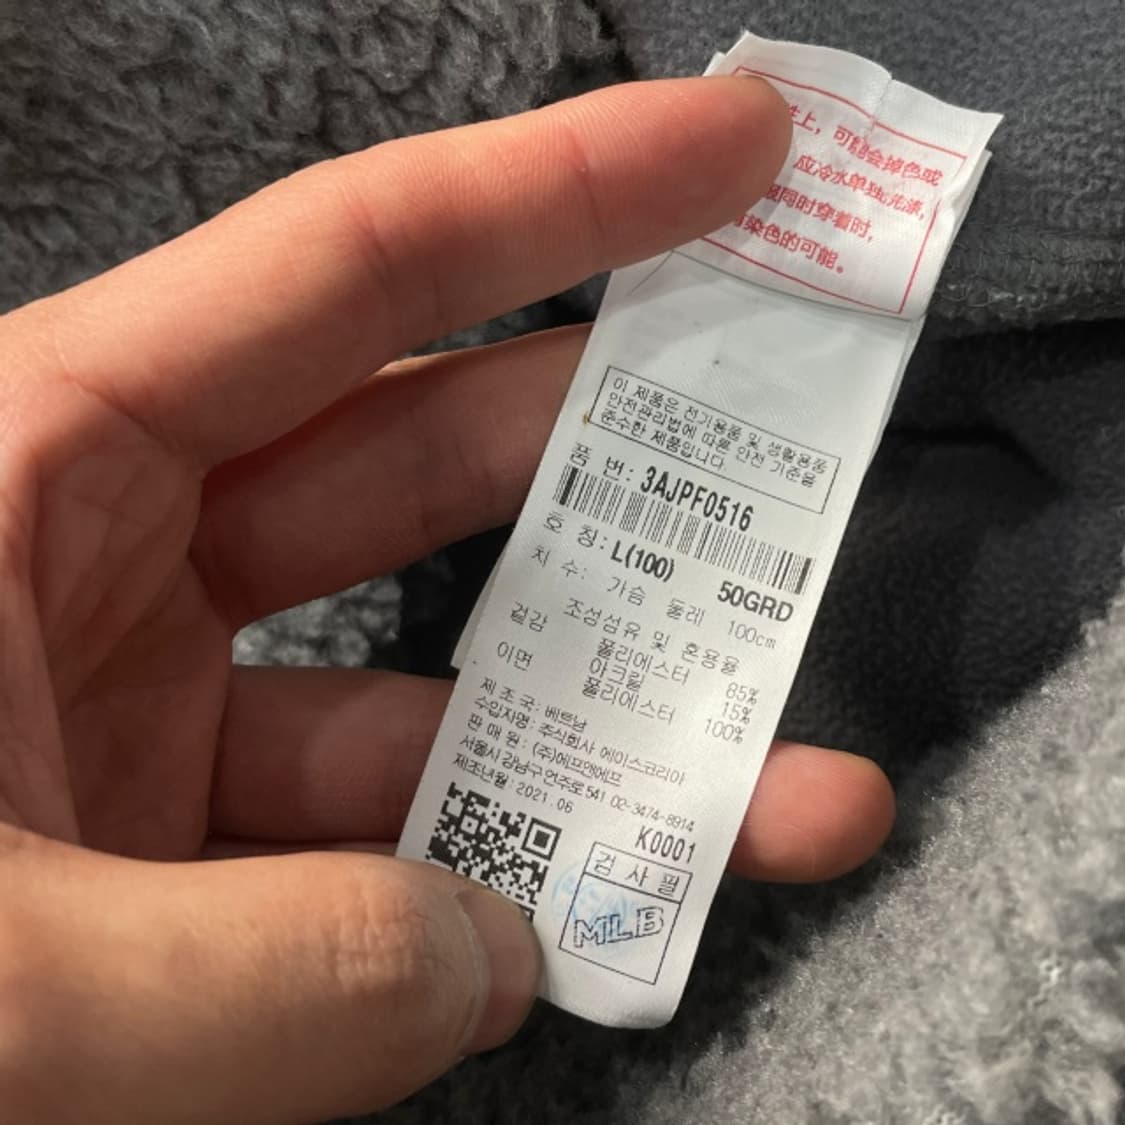 性上，可能会掉色或
应冷水单独洗涤，
同时穿着时，
染色的可能。
이 제품은 전기용품 및 생활용품
안전관리법에 따른 안전 기준을
준수한 제품입니다.
품 번: 3AJPF0516
호 칭: L(100) 50GRD
치 수: 가슴 둘레 100cm
조성섬유 및 혼용율
겉감 폴리에스터 85%
아크릴 15%
이면 폴리에스터 100%
제 조 국: 베트남
수입자명: 주식회사 에이스코리아
판 매 원: (주)에프앤에프
서울시 강남구 언주로 541 02-3474-8914
제조년월: 2021.06
K0001
검 사 필
MLB